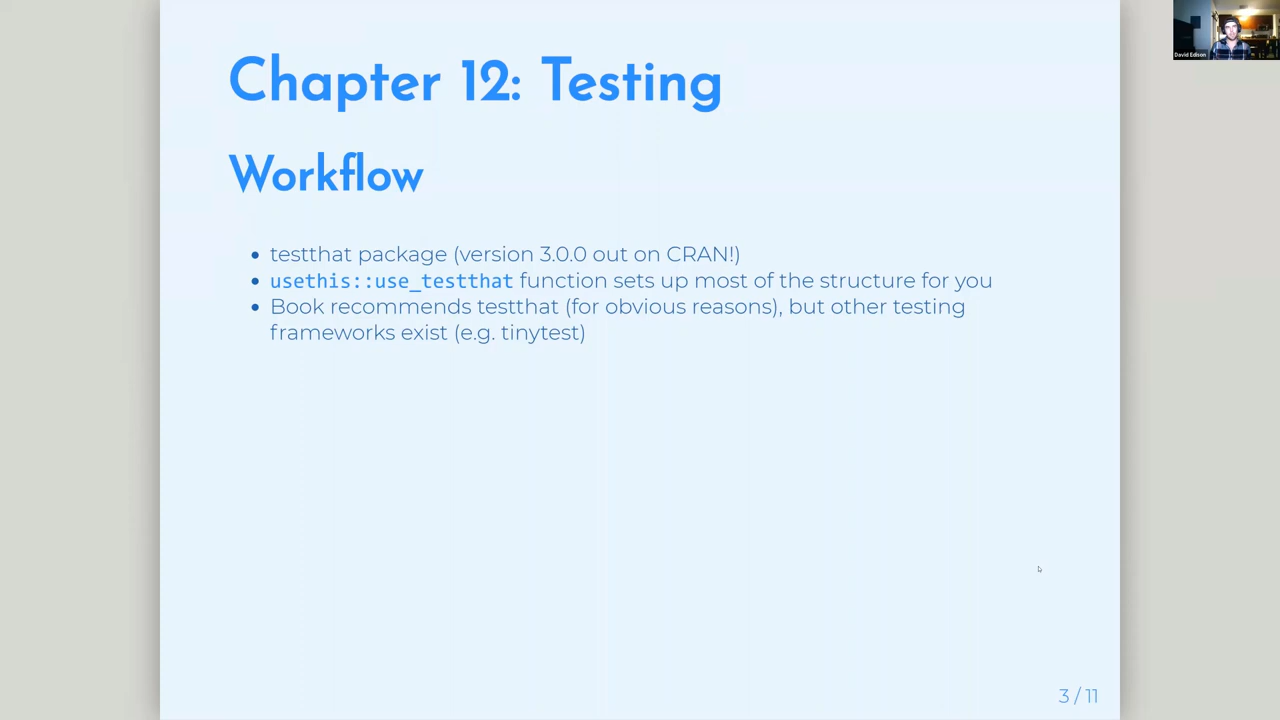 Chapter 12: Testing
Workflow
• testthat package (version 3.0.0 out on CRAN!)
• usethis::use_testthat function sets up most of the structure for you
• Book recommends testthat (for obvious reasons), but other testing
frameworks exist (e.g. tinytest)
3 / 11
David Edison